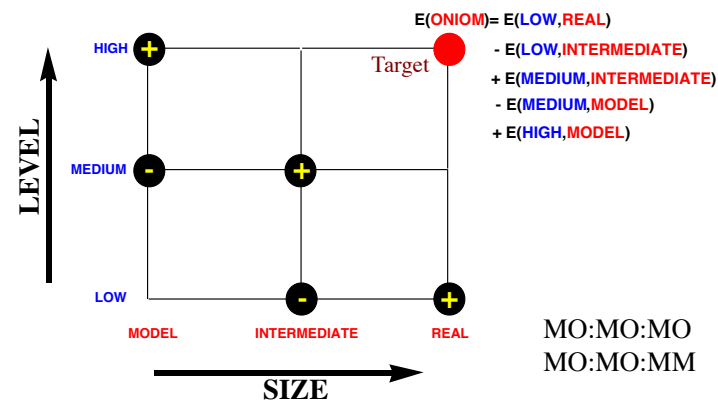 E(ONIOM)= E(LOW,REAL)
- E(LOW,INTERMEDIATE)
+ E(MEDIUM,INTERMEDIATE)
- E(MEDIUM,MODEL)
+ E(HIGH,MODEL)
HIGH
+
Target
LEVEL
MEDIUM
-
+
LOW
-
+
MODEL
INTERMEDIATE
REAL
SIZE
MO:MO:MO
MO:MO:MM